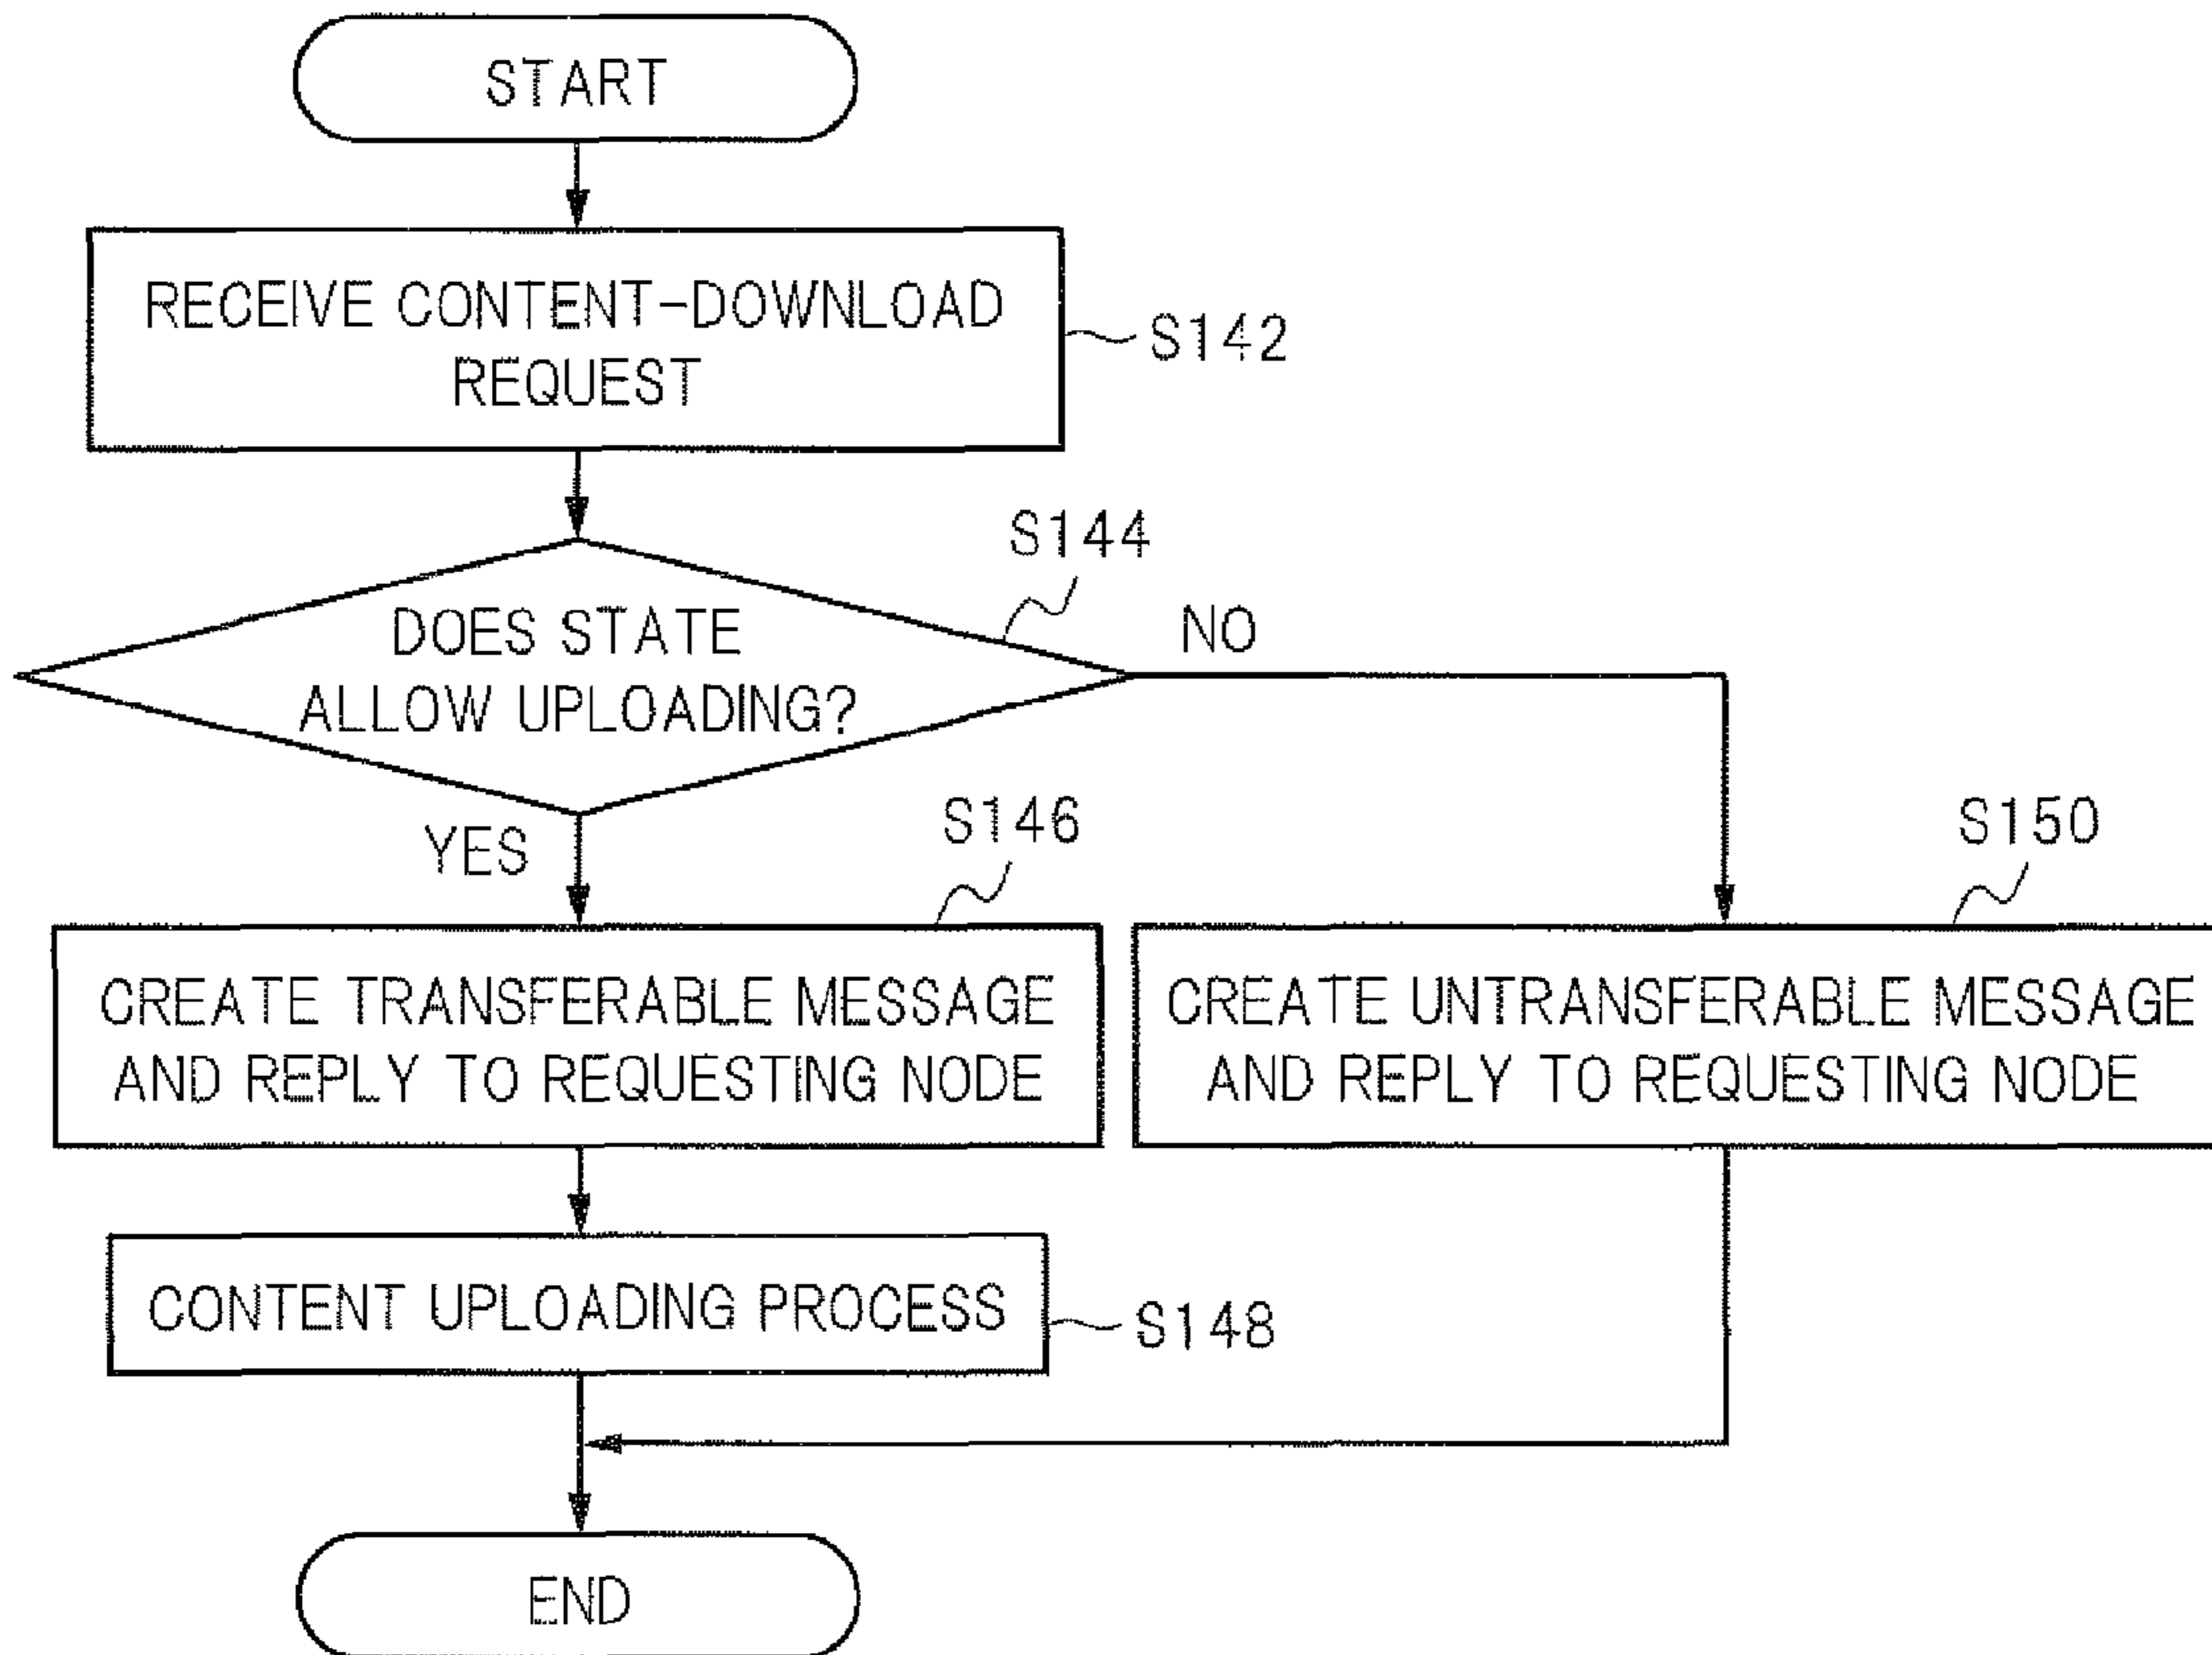 START
RECEIVE CONTENT-DOWNLOAD
REQUEST
S142
S144
DOES STATE
ALLOW UPLOADING?
NO
YES
S146
S150
CREATE TRANSFERABLE MESSAGE
AND REPLY TO REQUESTING NODE
CREATE UNTRANSFERABLE MESSAGE
AND REPLY TO REQUESTING NODE
CONTENT UPLOADING PROCESS
S148
END